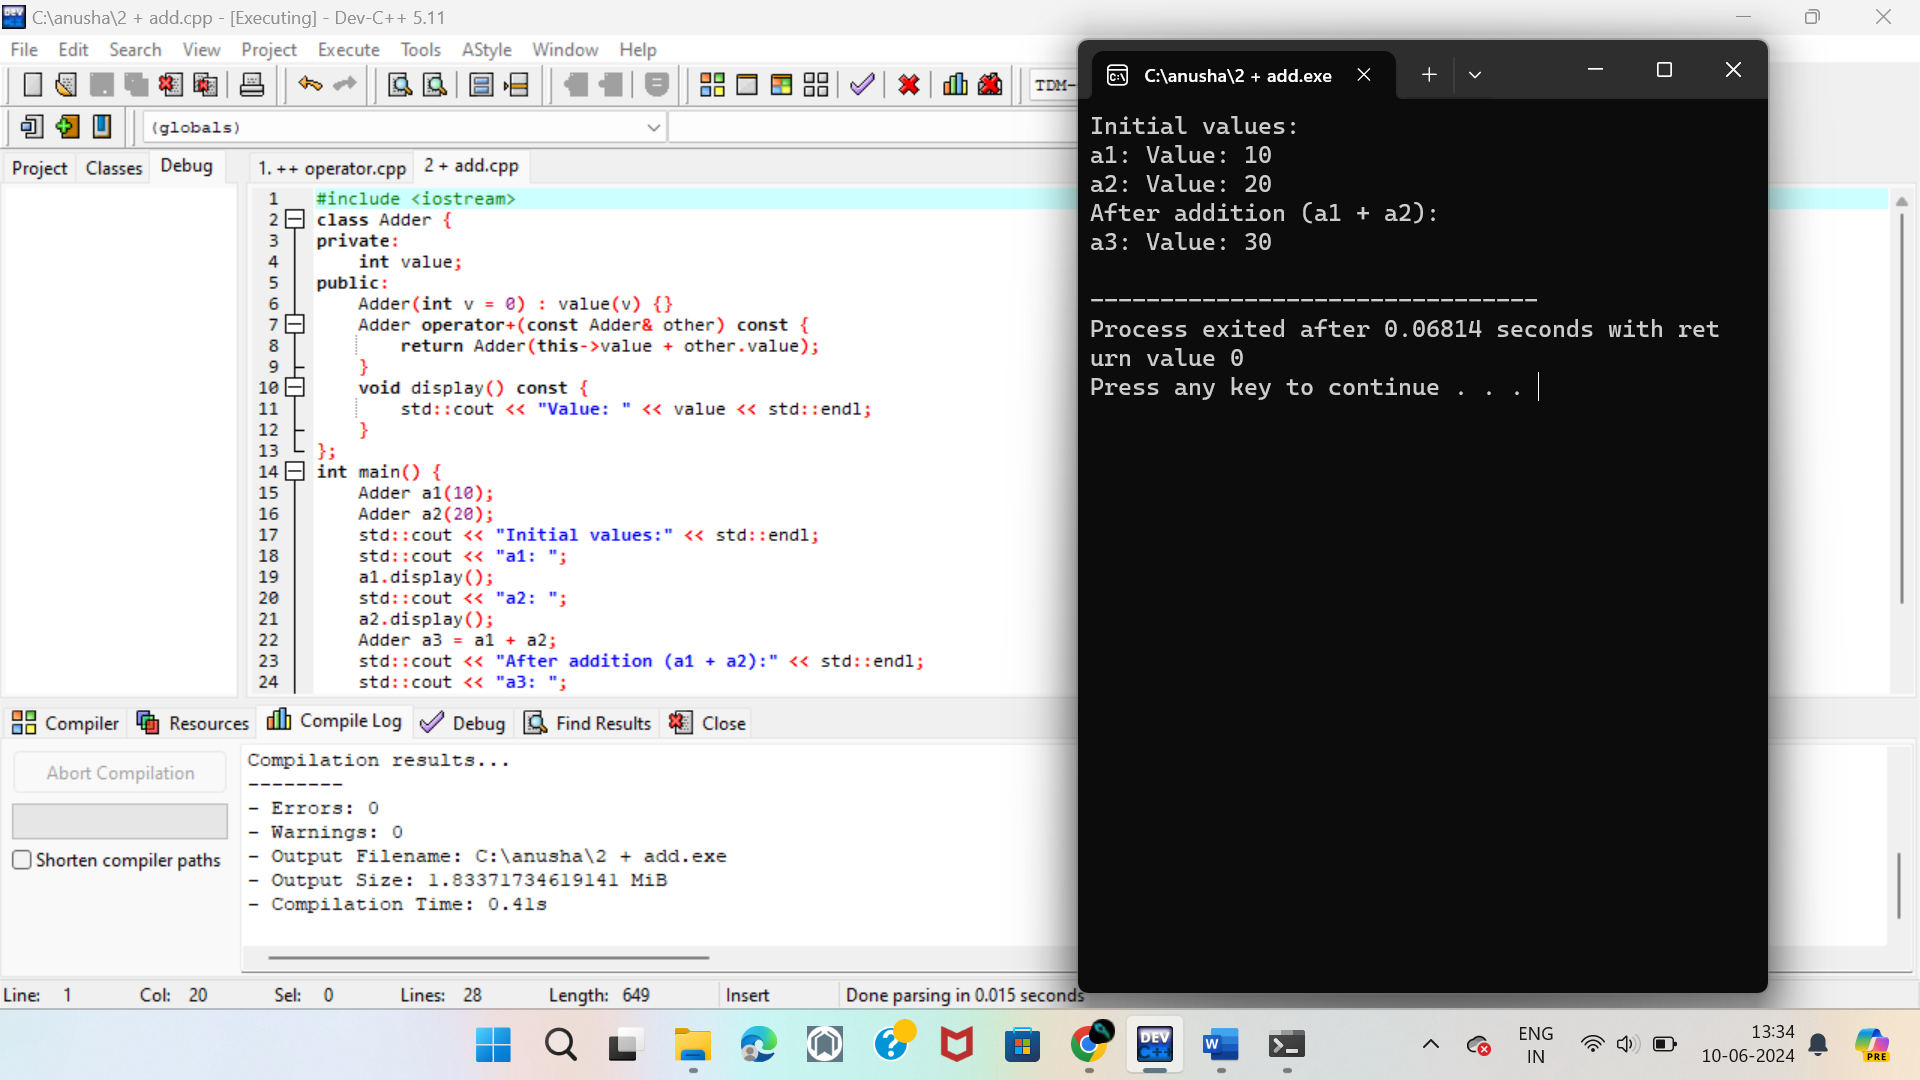 C:\anusha\2 + add.cpp - [Executing] - Dev-C++ 5.11
File Edit Search View Project Execute Tools AStyle Window Help
TDM-
(globals)
Project Classes Debug
1. ++ operator.cpp 2 + add.cpp
1 #include <iostream>
2 class Adder {
3 private:
4 int value;
5 public:
6 Adder(int v = 0) : value(v) {}
7 Adder operator+(const Adder& other) const {
8 return Adder(this->value + other.value);
9 }
10 void display() const {
11 std::cout << "Value: " << value << std::endl;
12 }
13 };
14 int main() {
15 Adder a1(10);
16 Adder a2(20);
17 std::cout << "Initial values:" << std::endl;
18 std::cout << "a1: ";
19 a1.display();
20 std::cout << "a2: ";
21 a2.display();
22 Adder a3 = a1 + a2;
23 std::cout << "After addition (a1 + a2):" << std::endl;
24 std::cout << "a3: ";
C:\anusha\2 + add.exe
Initial values:
a1: Value: 10
a2: Value: 20
After addition (a1 + a2):
a3: Value: 30
--------------------------------
Process exited after 0.06814 seconds with ret
urn value 0
Press any key to continue . . .
Compiler Resources Compile Log Debug Find Results Close
Abort Compilation
Shorten compiler paths
Compilation results...
--------
- Errors: 0
- Warnings: 0
- Output Filename: C:\anusha\2 + add.exe
- Output Size: 1.83371734619141 MiB
- Compilation Time: 0.41s
Line: 1 Col: 20 Sel: 0 Lines: 28 Length: 649 Insert Done parsing in 0.015 seconds
DEV
C++
W
ENG
IN
13:34
10-06-2024
PRE